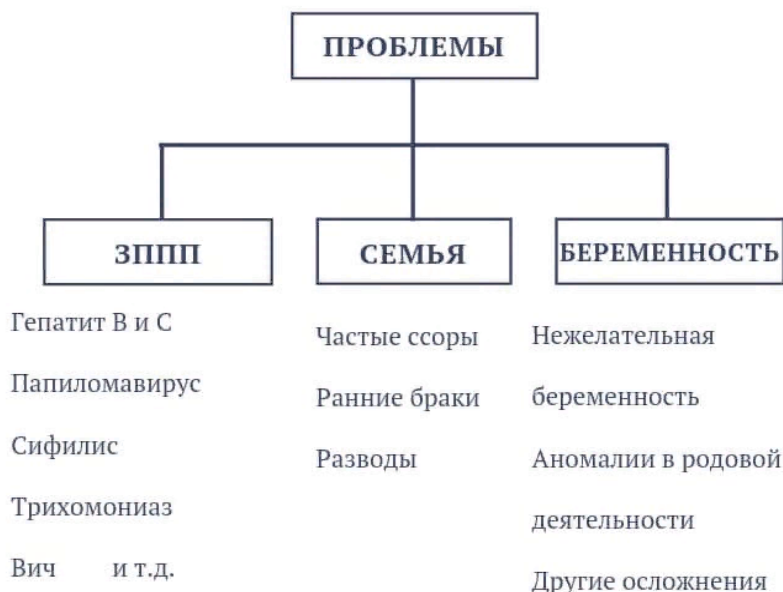 ПРОБЛЕМЫ
ЗППП
Гепатит В и С
Папиломавирус
Сифилис
Трихомониаз
Вич и т.д.
СЕМЬЯ
Частые ссоры
Ранние браки
Разводы
БЕРЕМЕННОСТЬ
Нежелательная
беременность
Аномалии в родовой
деятельности
Другие осложнения